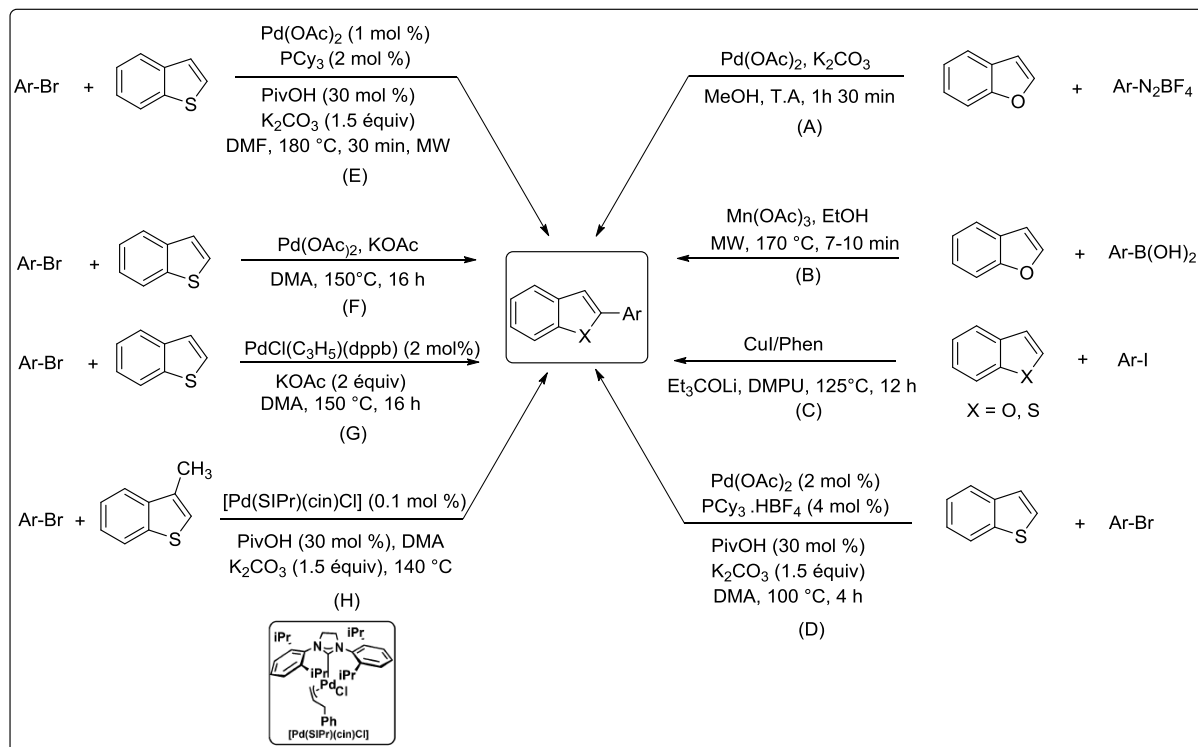 Ar-Br + S
Pd(OAc)2 (1 mol %)
PCy3 (2 mol %)
PivOH (30 mol %)
K2CO3 (1.5 équiv)
DMF, 180 °C, 30 min, MW
(E)
Pd(OAc)2, K2CO3
MeOH, T.A, 1h 30 min
(A)
O + Ar-N2BF4
Ar-Br + S
Pd(OAc)2, KOAc
DMA, 150°C, 16 h
(F)
X Ar
Mn(OAc)3, EtOH
MW, 170 °C, 7-10 min
(B)
O + Ar-B(OH)2
Ar-Br + S
PdCl(C3H5)(dppb) (2 mol%)
KOAc (2 équiv)
DMA, 150 °C, 16 h
(G)
CuI/Phen
Et3COLi, DMPU, 125°C, 12 h
(C)
X + Ar-I
X = O, S
CH3
Ar-Br + S
[Pd(SIPr)(cin)Cl] (0.1 mol %)
PivOH (30 mol %), DMA
K2CO3 (1.5 équiv), 140 °C
(H)
Pd(OAc)2 (2 mol %)
PCy3 .HBF4 (4 mol %)
PivOH (30 mol %)
K2CO3 (1.5 équiv)
DMA, 100 °C, 4 h
(D)
S + Ar-Br
iPr iPr
N N
iPr iPr
Pd
Cl
Ph
[Pd(SIPr)(cin)Cl]